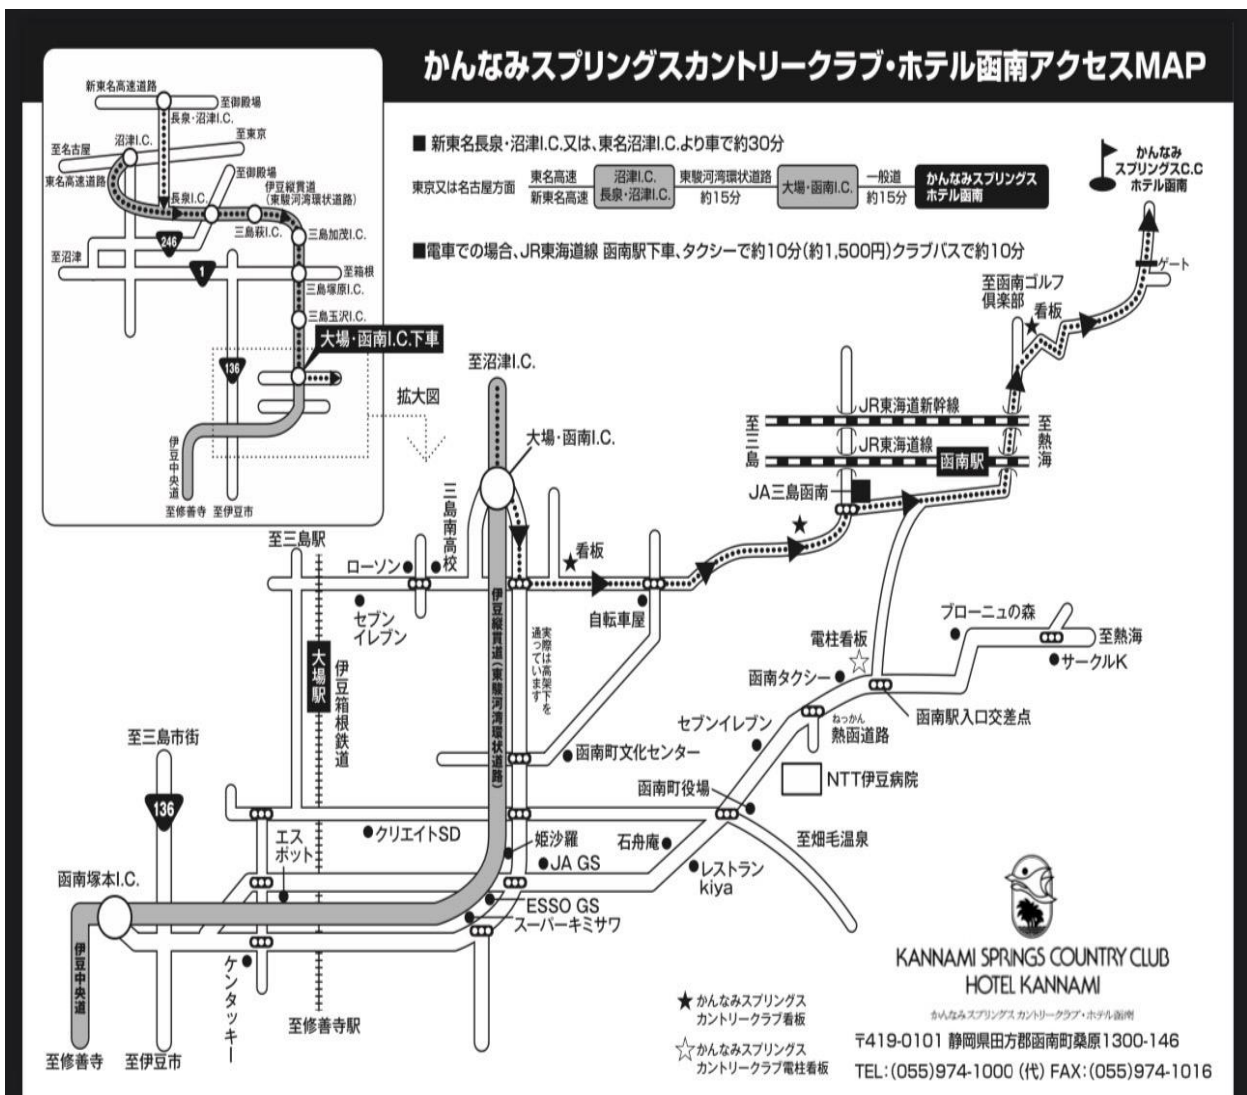 かんなみスプリングスカントリークラブ・ホテル函南アクセスMAP
新東名高速道路
至御殿場
長泉・沼津I.C.
沼津I.C.
至東京
至名古屋
東名高速道路
至御殿場
伊豆縦貫道
(東駿河湾環状道路)
長泉I.C.
三島萩I.C.
三島加茂I.C.
246
至沼津
1
至箱根
三島塚原I.C.
三島玉沢I.C.
大場・函南I.C.下車
136
伊豆中央道
至修善寺
至伊豆市
拡大図
■ 新東名長泉・沼津I.C.又は、東名沼津I.C.より車で約30分
東京又は名古屋方面
東名高速
新東名高速
沼津I.C.
長泉・沼津I.C.
東駿河湾環状道路
約15分
大場・函南I.C.
一般道
約15分
かんなみスプリングス
ホテル函南
■電車での場合、JR東海道線 函南駅下車、タクシーで約10分(約1,500円)クラブバスで約10分
かんなみ
スプリングスC.C
ホテル函南
ゲート
至函南ゴルフ
倶楽部
★
看板
至沼津I.C.
大場・函南I.C.
JR東海道新幹線
至三島
至熱海
JR東海道線
函南駅
JA三島函南
★
三島南高校
至三島駅
ローソン
セブン
イレブン
★
看板
自転車屋
伊豆縦貫道(東駿河湾環状道路)
実際は高架下を
通っています
大場駅
伊豆箱根鉄道
ブローニュの森
至熱海
サークルK
電柱看板
☆
函南タクシー
函南駅入口交差点
ねっかん
熱函道路
セブンイレブン
函南町文化センター
NTT伊豆病院
函南町役場
至三島市街
136
クリエイトSD
エス
ポット
姫沙羅
JA GS
石舟庵
レストラン
kiya
至畑毛温泉
函南塚本I.C.
ESSO GS
スーパーキミサワ
伊豆中央道
ケンタッキー
至修善寺駅
至修善寺
至伊豆市
★ かんなみスプリングス
カントリークラブ看板
☆ かんなみスプリングス
カントリークラブ電柱看板
KANNAMI SPRINGS COUNTRY CLUB
HOTEL KANNAMI
かんなみスプリングス カントリークラブ・ホテル函南
〒419-0101 静岡県田方郡函南町桑原1300-146
TEL:(055)974-1000 (代) FAX:(055)974-1016